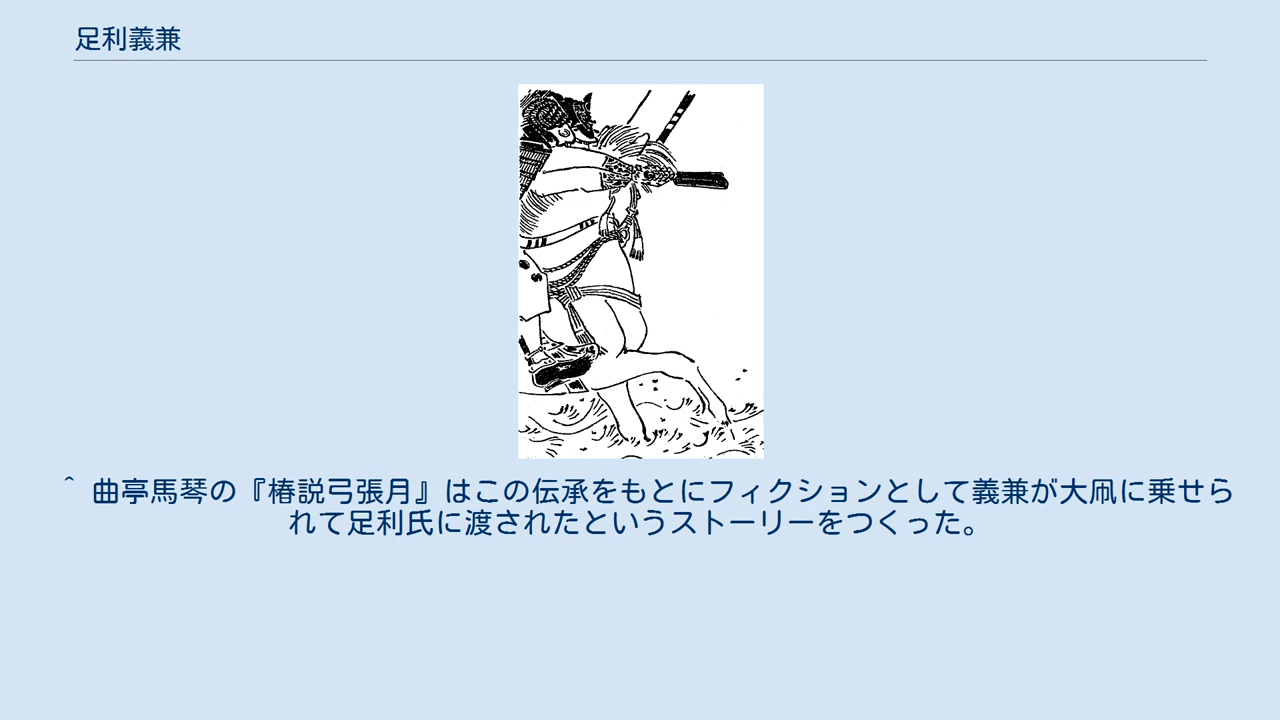 足利義兼
^ 曲亭馬琴の『椿説弓張月』はこの伝承をもとにフィクションとして義兼が大凧に乗せら
れて足利氏に渡されたというストーリーをつくった。